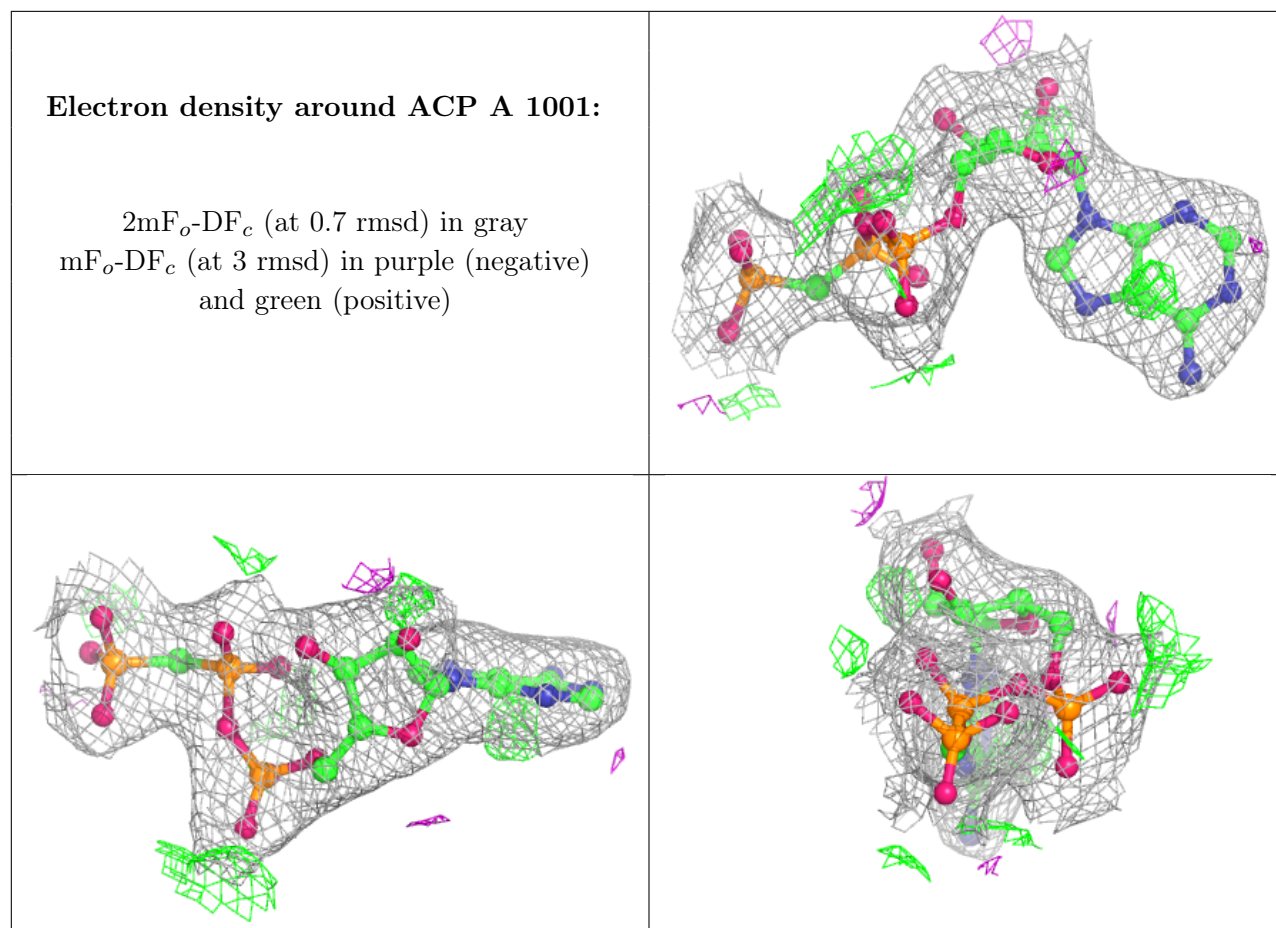 Electron density around ACP A 1001:
2mFo-DFc (at 0.7 rmsd) in gray
mFo-DFc (at 3 rmsd) in purple (negative)
and green (positive)